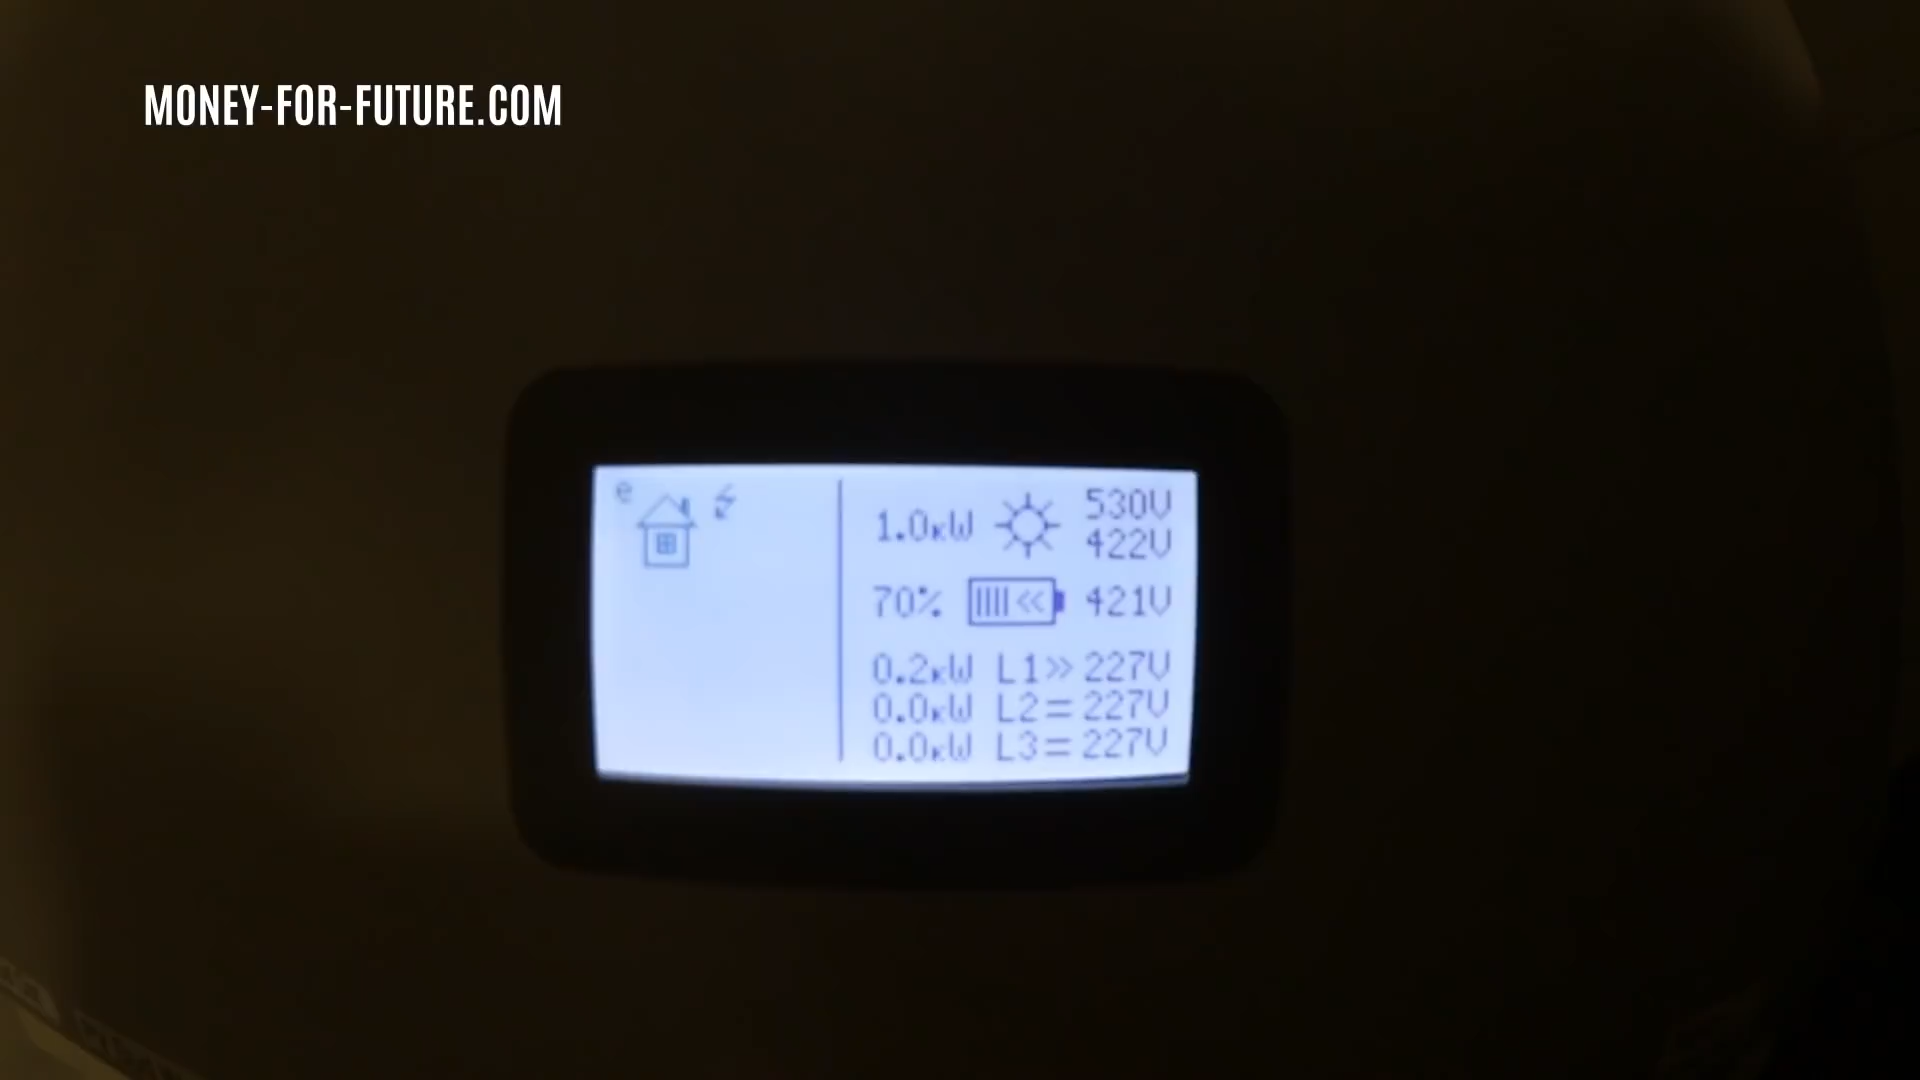 MONEY-FOR-FUTURE.COM
e
1.0kW 530V
422V
70% << 421V
0.2kW L1>> 227V
0.0kW L2= 227V
0.0kW L3= 227V